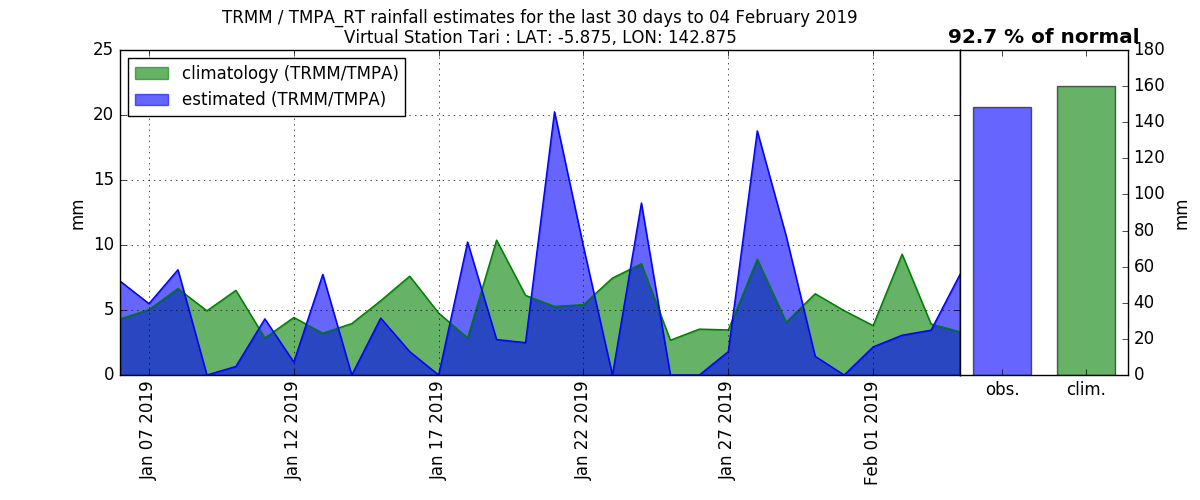 TRMM / TMPA_RT rainfall estimates for the last 30 days to 04 February 2019
Virtual Station Tari : LAT: -5.875, LON: 142.875
92.7 % of normal
climatology (TRMM/TMPA)
estimated (TRMM/TMPA)
mm
25
20
15
10
5
0
Jan 07 2019
Jan 12 2019
Jan 17 2019
Jan 22 2019
Jan 27 2019
Feb 01 2019
obs.
clim.
180
160
140
120
100
80
60
40
20
0
mm